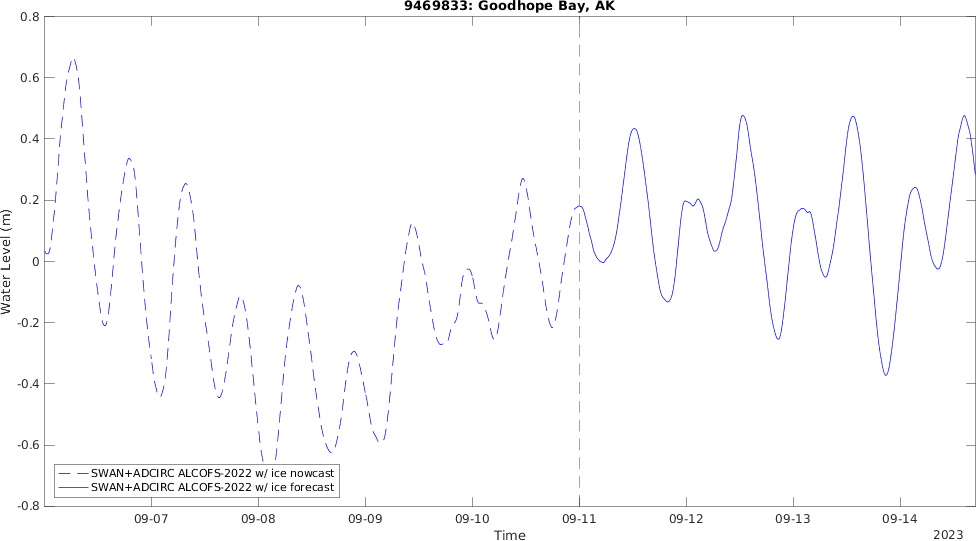 9469833: Goodhope Bay, AK
0.8
0.6
0.4
0.2
0
-0.2
-0.4
-0.6
-0.8
Water Level (m)
SWAN+ADCIRC ALCOFS-2022 w/ ice nowcast
SWAN+ADCIRC ALCOFS-2022 w/ ice forecast
09-07 09-08 09-09 09-10 09-11 09-12 09-13 09-14
Time
2023